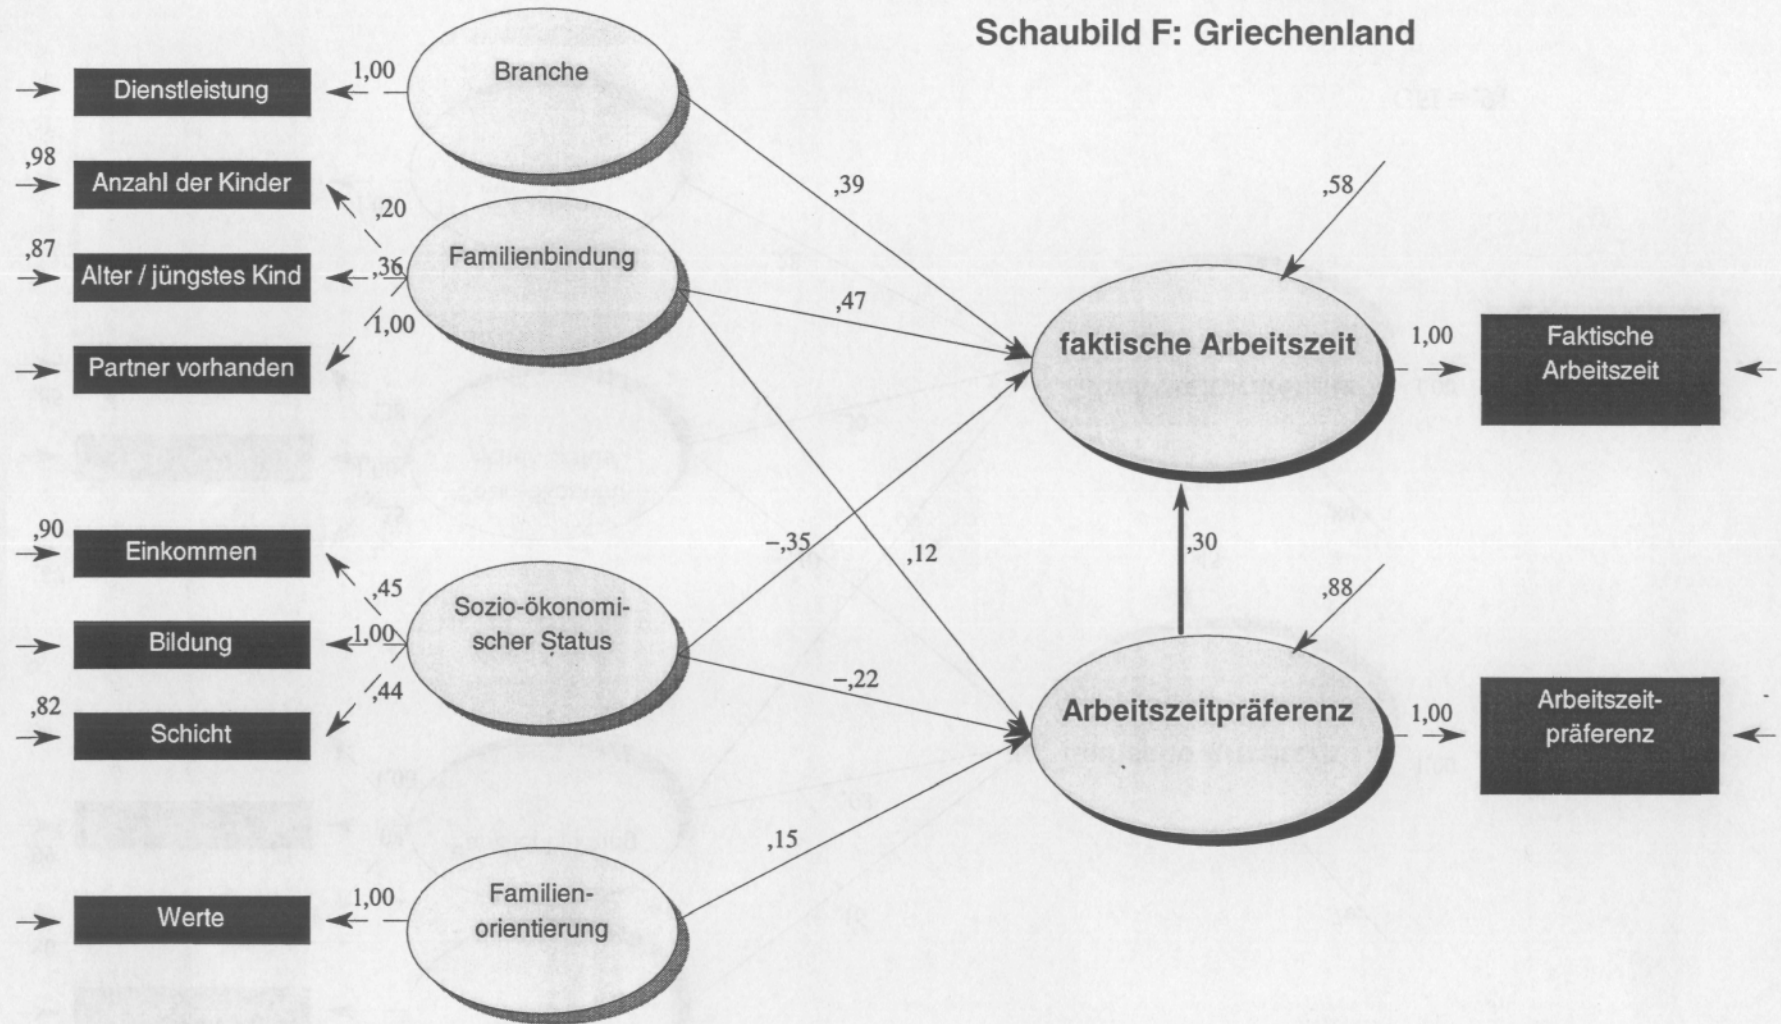 Schaubild F: Griechenland
Branche
1,00
Dienstleistung
,98
Anzahl der Kinder
,20
,39
,58
,87
Familienbindung
Alter / jüngstes Kind
,36
,47
1,00
Partner vorhanden
faktische Arbeitszeit
1,00
Faktische
Arbeitszeit
,90
Einkommen
,45
-,35
,12
,30
Sozio-ökonomi-
scher Status
1,00
Bildung
,88
,82
,44
Schicht
-,22
Arbeitszeitpräferenz
1,00
Arbeitszeit-
präferenz
,15
Familien-
orientierung
1,00
Werte